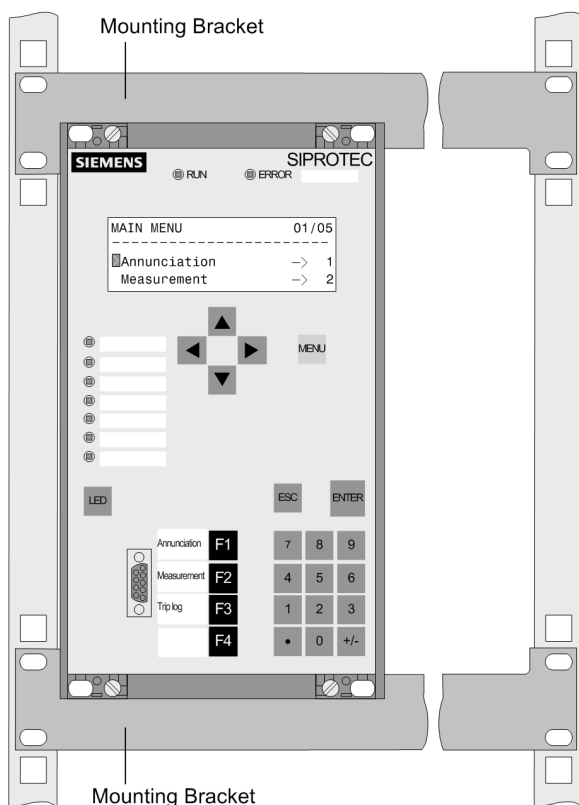 Mounting Bracket
SIEMENS
SIPROTEC
RUN
ERROR
MAIN MENU 01/05
----------------------
Annunciation —> 1
Measurement —> 2
MENU
LED
ESC
ENTER
Annunciation F1
7 8 9
Measurement F2
4 5 6
Trip log F3
1 2 3
F4
• 0 +/-
Mounting Bracket